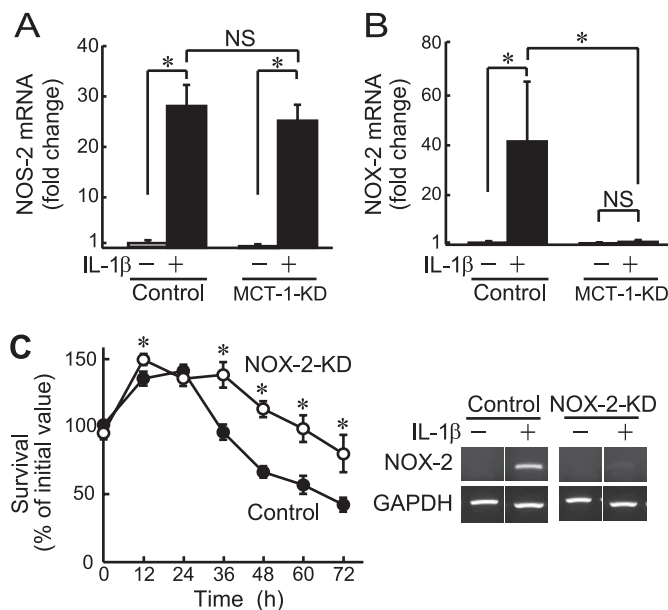 A
NOS-2 mRNA
(fold change)
40
30
20
10
1
*
NS
*
IL-1β − + − +
Control MCT-1-KD
B
NOX-2 mRNA
(fold change)
80
60
40
20
1
*
*
NS
IL-1β − + − +
Control MCT-1-KD
C
Survival
(% of initial value)
150
100
50
0
* * * * *
NOX-2-KD
Control
0 12 24 36 48 60 72
Time (h)
Control NOX-2-KD
IL-1β − + − +
NOX-2
GAPDH